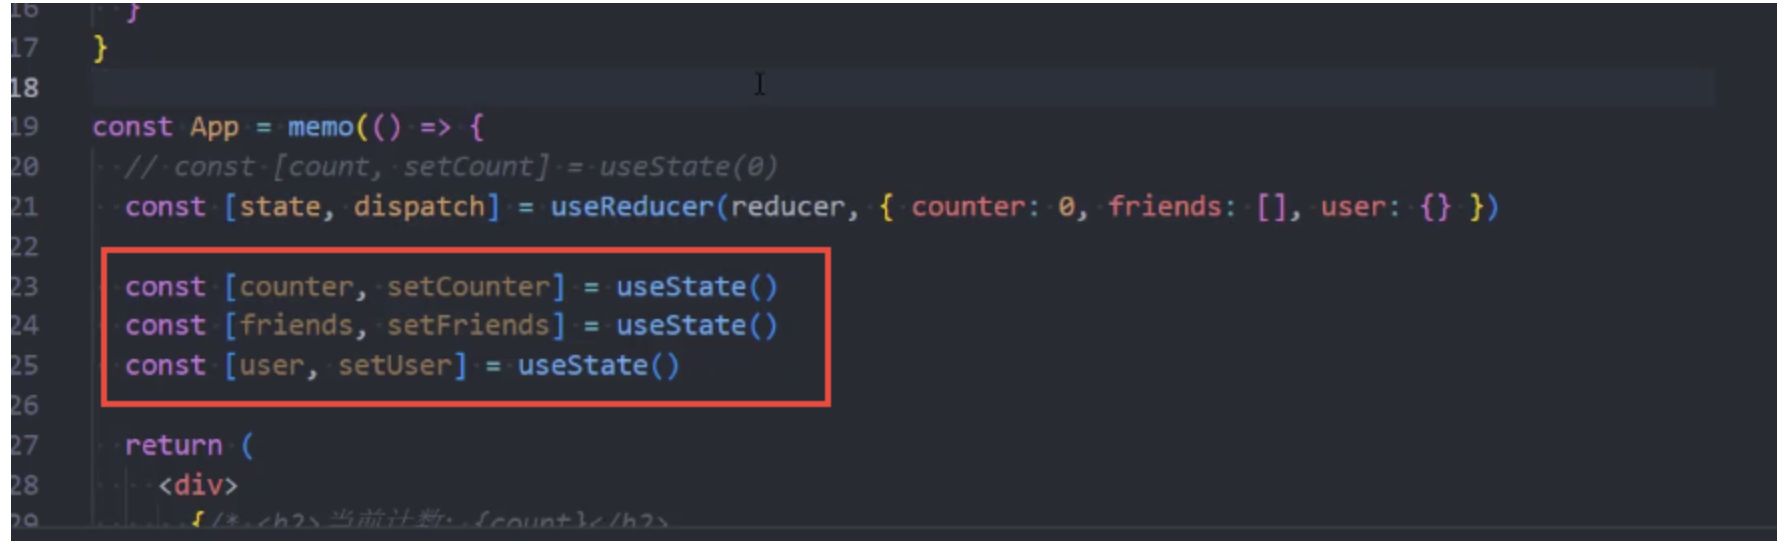 16 }
17 }
18
19 const App = memo(() => {
20 // const [count, setCount] = useState(0)
21 const [state, dispatch] = useReducer(reducer, { counter: 0, friends: [], user: {} })
22
23 const [counter, setCounter] = useState()
24 const [friends, setFriends] = useState()
25 const [user, setUser] = useState()
26
27 return (
28 <div>
29 {/* <h2>当前计数: {count}</h2>